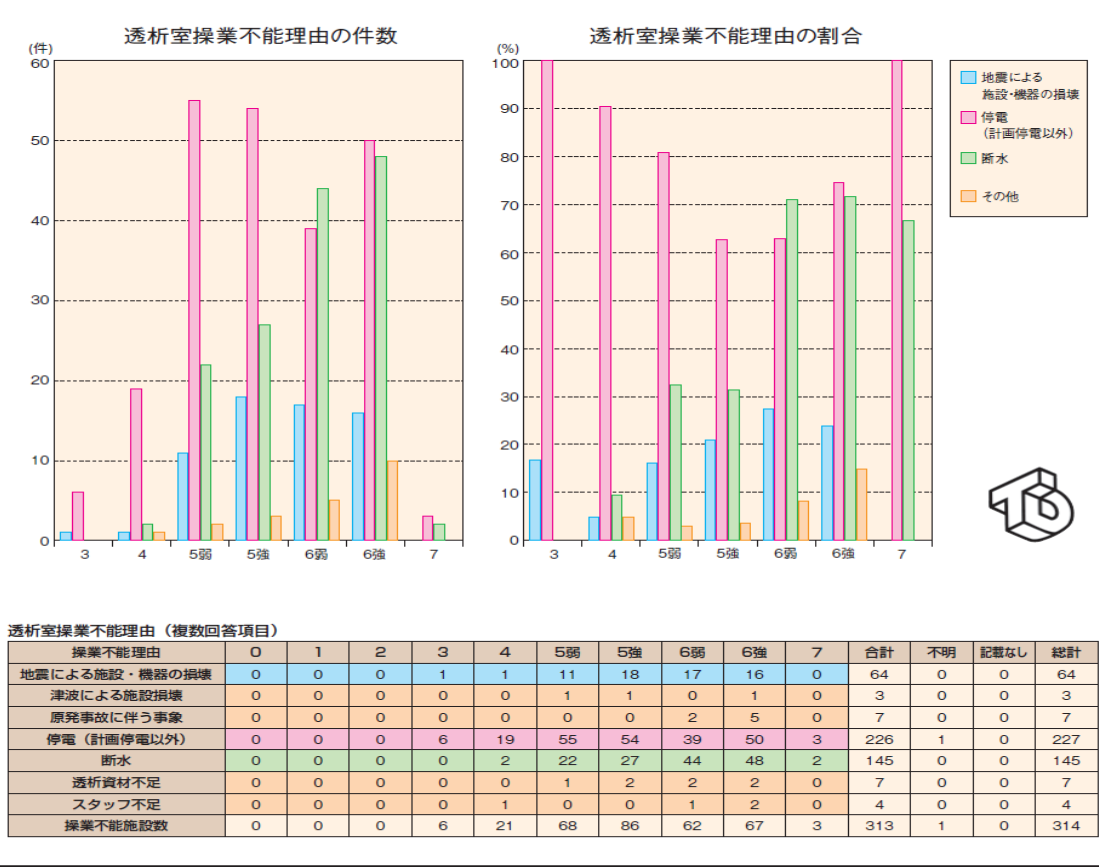 透析室操業不能理由の件数
(件)
60
50
40
30
20
10
0
3 4 5弱 5強 6弱 6強 7
透析室操業不能理由の割合
(%)
100
90
80
70
60
50
40
30
20
10
0
3 4 5弱 5強 6弱 6強 7
地震による
施設・機器の損壊
停電
（計画停電以外）
断水
その他
透析室操業不能理由（複数回答項目）
操業不能理由 0 1 2 3 4 5弱 5強 6弱 6強 7 合計 不明 記載なし 総計
地震による施設・機器の損壊 0 0 0 1 1 11 18 17 16 0 64 0 0 64
津波による施設損壊 0 0 0 0 0 1 1 0 1 0 3 0 0 3
原発事故に伴う事象 0 0 0 0 0 0 0 2 5 0 7 0 0 7
停電（計画停電以外） 0 0 0 6 19 55 54 39 50 3 226 1 0 227
断水 0 0 0 0 2 22 27 44 48 2 145 0 0 145
透析資材不足 0 0 0 0 0 1 2 2 2 0 7 0 0 7
スタッフ不足 0 0 0 0 1 0 0 1 2 0 4 0 0 4
操業不能施設数 0 0 0 6 21 68 86 62 67 3 313 1 0 314